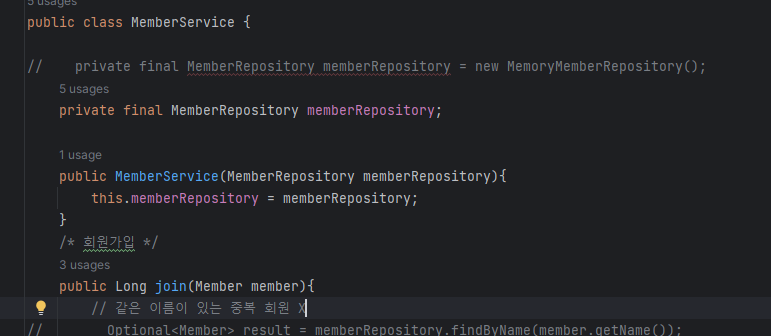 5 usages
public class MemberService {
//    private final MemberRepository memberRepository = new MemoryMemberRepository();
5 usages
private final MemberRepository memberRepository;
1 usage
public MemberService(MemberRepository memberRepository){
this.memberRepository = memberRepository;
}
/* 회원가입 */
3 usages
public Long join(Member member){
// 같은 이름이 있는 중복 회원 X
//        Optional<Member> result = memberRepository.findByName(member.getName());